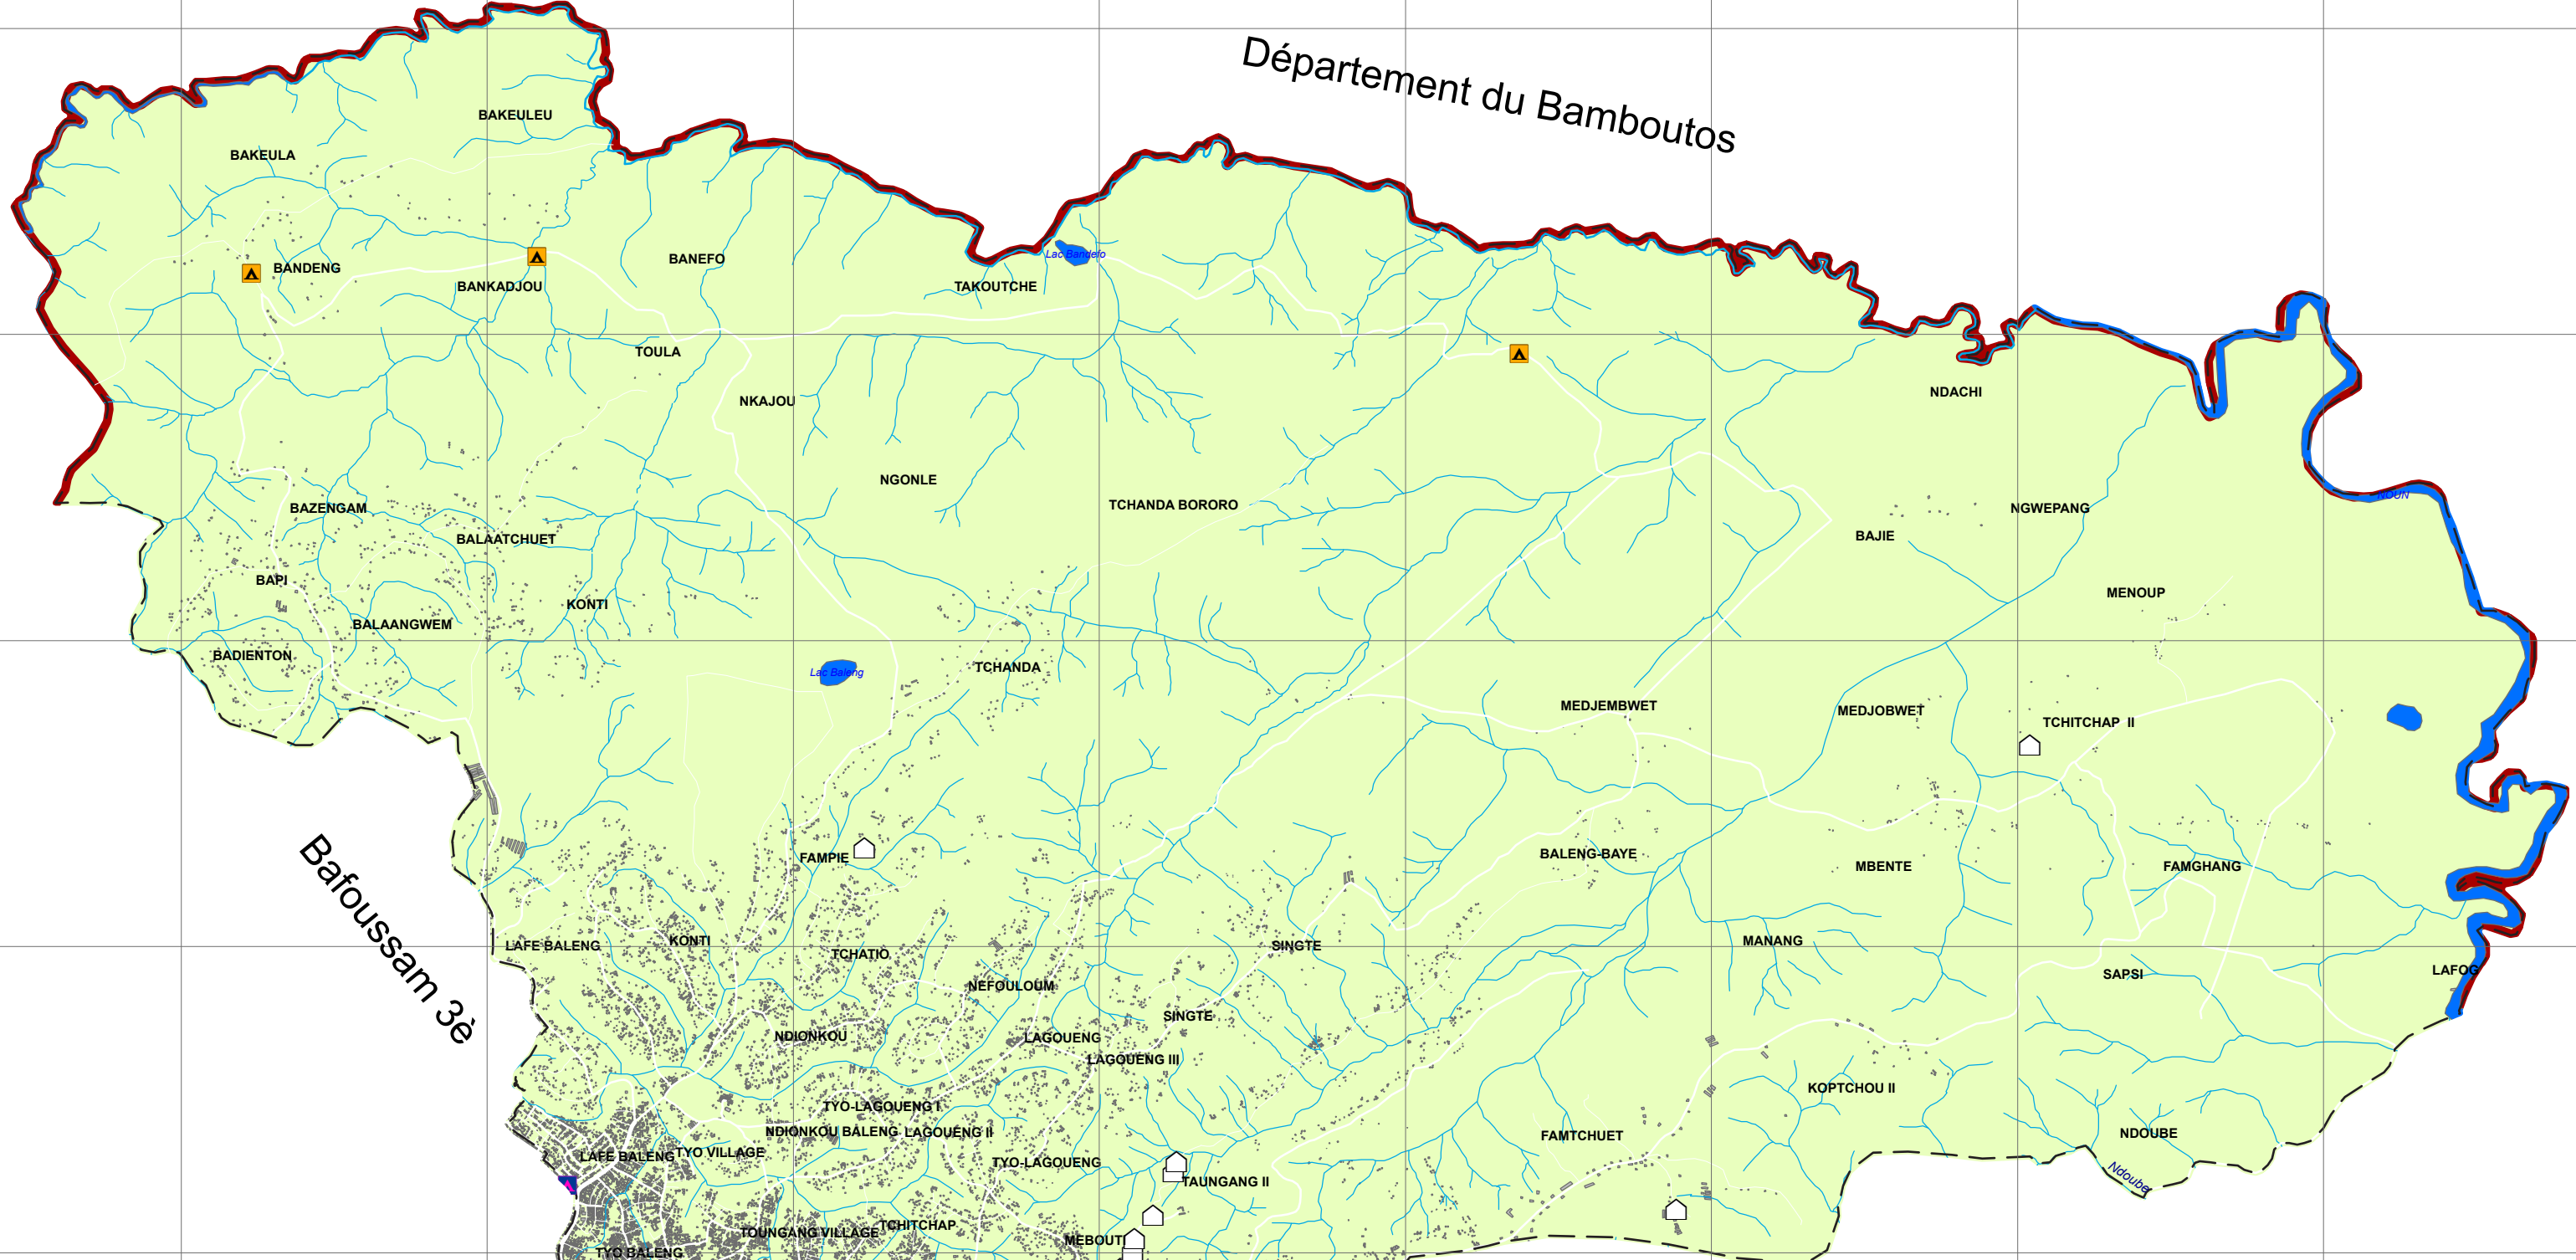 Département du Bamboutos
BAKEULEU
BAKEULA
BANEFO
Lac Bandefo
BANDENG
BANKADJOU
TAKOUTCHE
TOULA
NDACHI
NKAJOU
NGONLE
NOUN
TCHANDA BORORO
BAZENGAM
NGWEPANG
BAJIE
BALAATCHUET
BAPI
MENOUP
KONTI
BALAANGWEM
BADIENTON
TCHANDA
Lac Baleng
MEDJEMBWET
MEDJOBWET
TCHITCHAP II
Bafoussam 3è
FAMPIE
BALENG-BAYE
MBENTE
FAMGHANG
LAFE BALENG
KONTI
TCHATIO
SINGTE
MANANG
LAFOG
SAPSI
NEFOULOUM
SINGTE
NDIONKOU
LAGOUENG
LAGOUENG III
KOPTCHOU II
TYO-LAGOUENG I
NDIONKOU BALENG
LAGOUENG II
FAMTCHUET
NDOUBE
LAFE BALENG
TYO VILLAGE
TYO-LAGOUENG
Ndoube
TAUNGANG II
TCHITCHAP
TOUNGANG VILLAGE
MEBOUTI
TYO BALENG